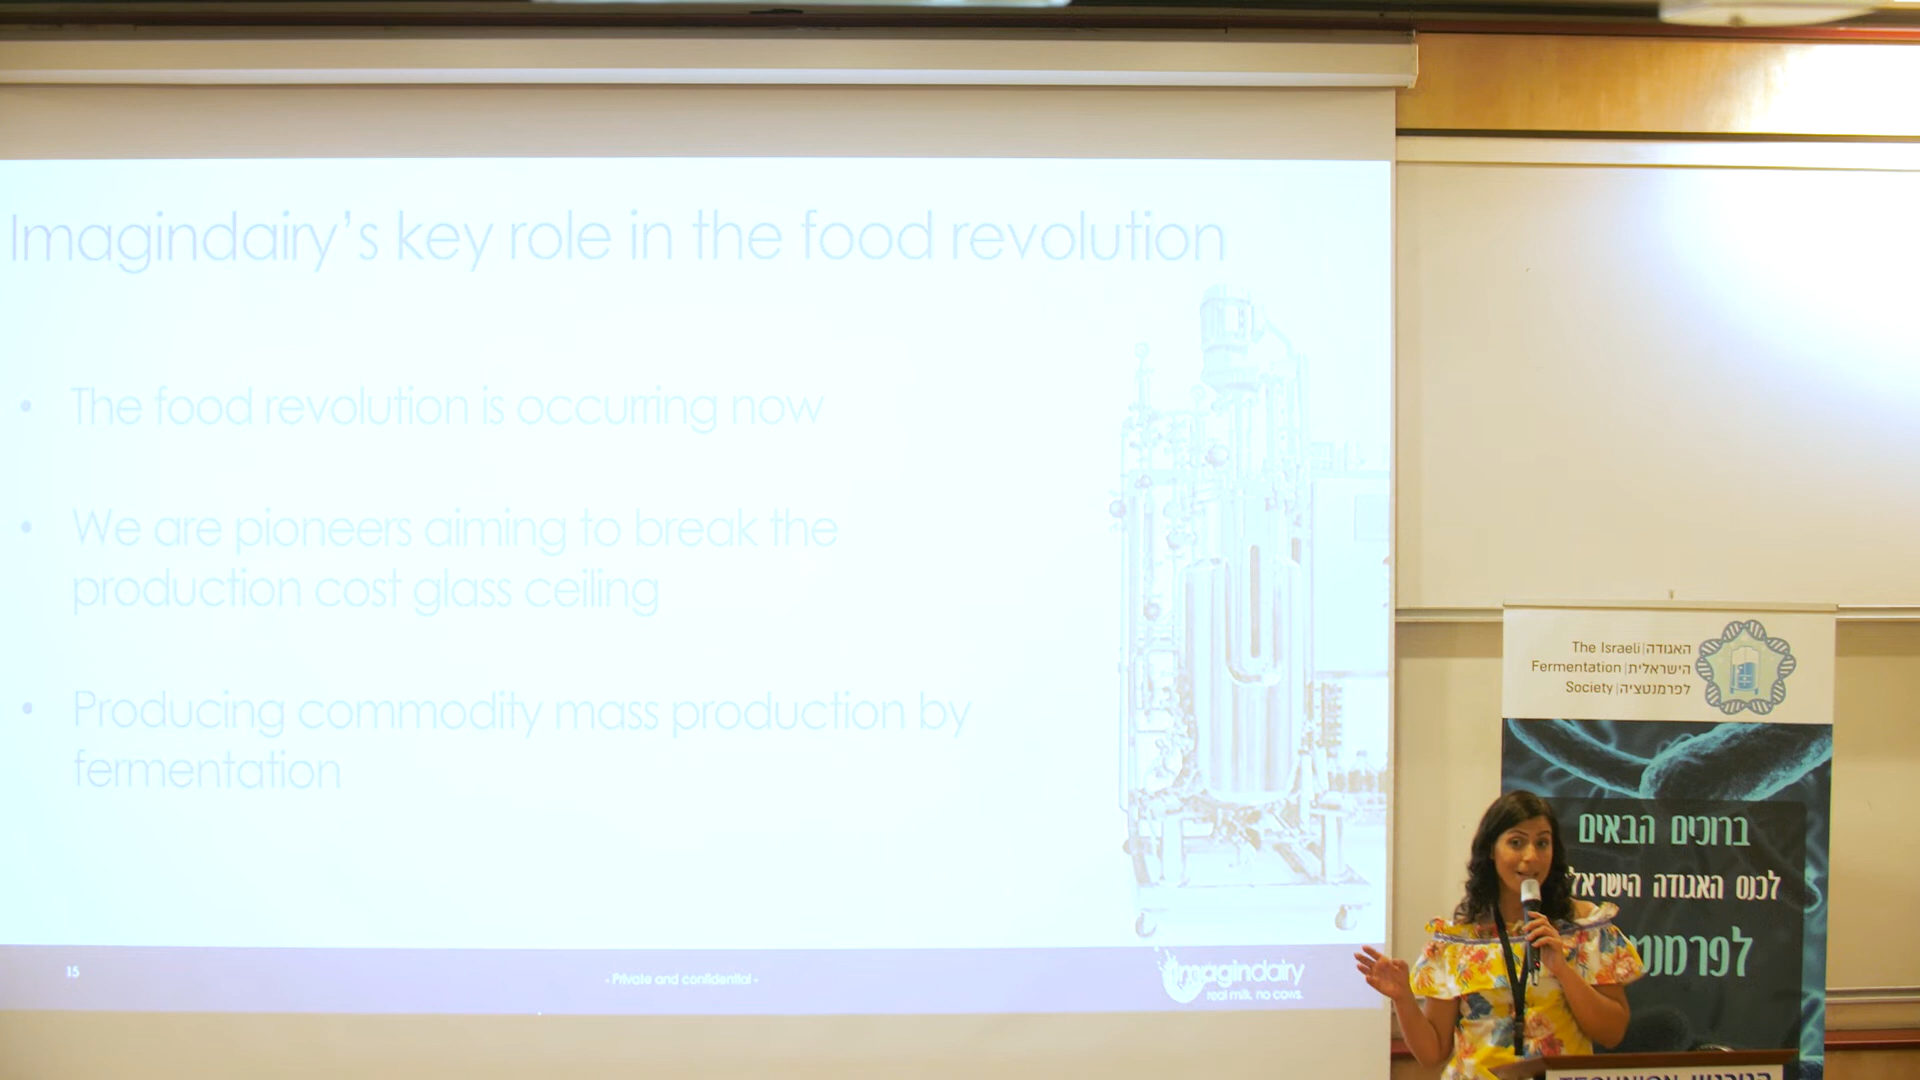 Imagindairy's key role in the food revolution
• The food revolution is occurring now
• We are pioneers aiming to break the
production cost glass ceiling
• Producing commodity mass production by
fermentation
15
- Private and confidential -
imagindairy
real milk. no cows.
The Israeli|האגודה
Fermentation|הישראלית
Society|לפרמנטציה
ברוכים הבאים
לכנס האגודה
TECHNION הטכניון